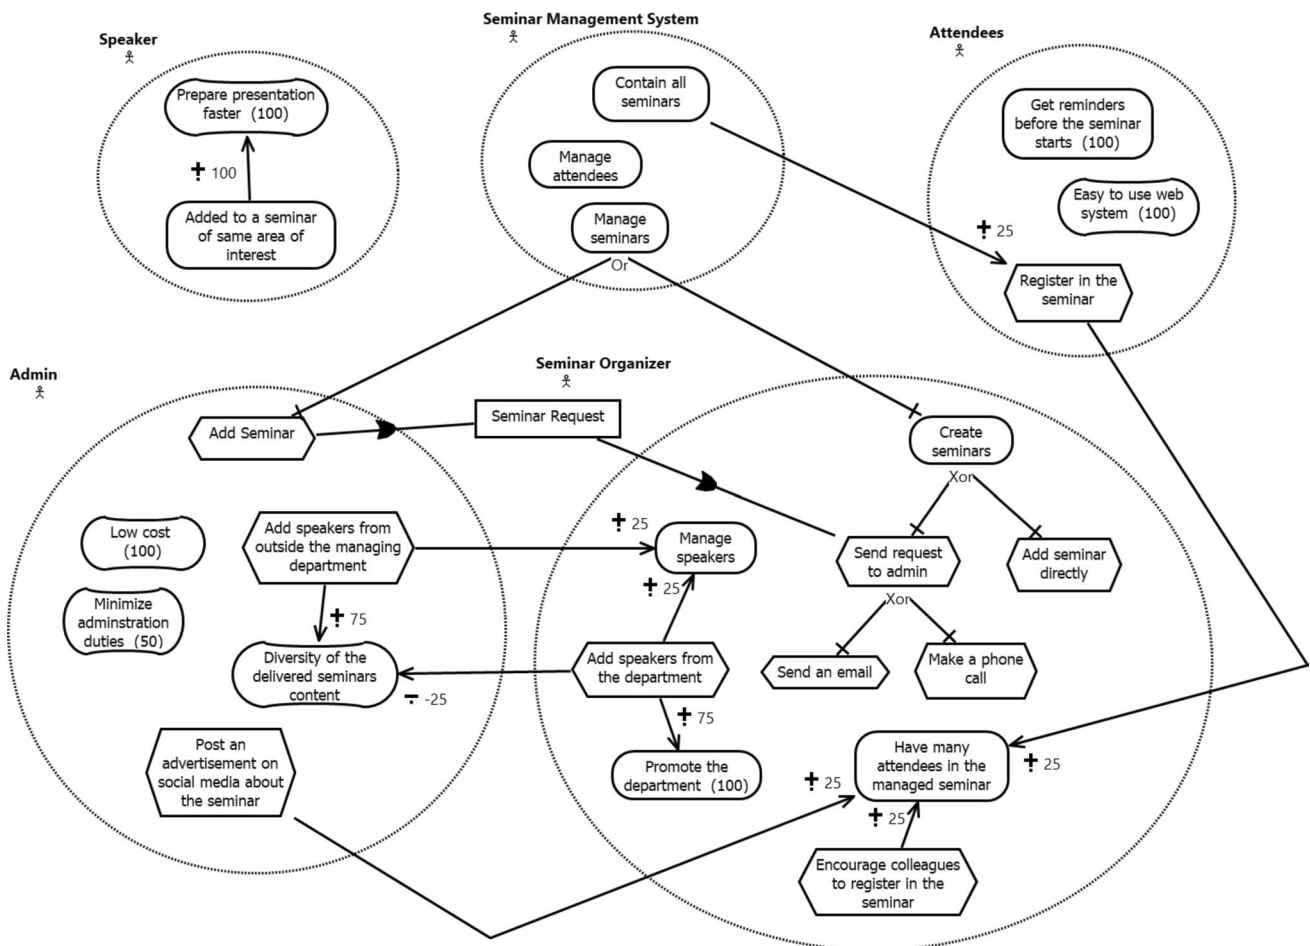 Seminar Management System
Speaker
Attendees
Prepare presentation
faster (100)
100
Added to a seminar
of same area of
interest
Contain all
seminars
Manage
attendees
Manage
seminars
Or
Get reminders
before the seminar
starts (100)
Easy to use web
system (100)
25
Register in the
seminar
Admin
Seminar Organizer
Add Seminar
Seminar Request
Create
seminars
Xor
Low cost
(100)
Add speakers from
outside the managing
department
25
Manage
speakers
25
Send request
to admin
Add seminar
directly
Xor
Minimize
adminstration
duties (50)
75
Diversity of the
delivered seminars
content
-25
Add speakers from
the department
Send an email
Make a phone
call
75
Post an
advertisement on
social media about
the seminar
Promote the
department (100)
Have many
attendees in the
managed seminar
25
25
25
Encourage colleagues
to register in the
seminar